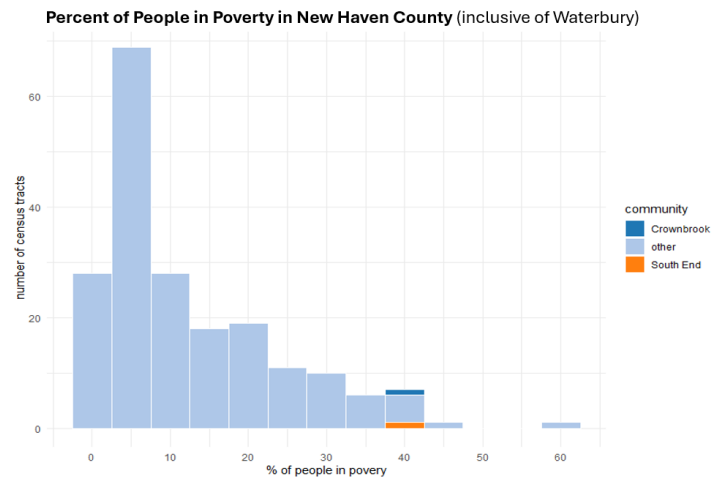 Percent of People in Poverty in New Haven County (inclusive of Waterbury)
number of census tracts
60
40
20
0
0 10 20 30 40 50 60
% of people in poverty
community
Crownbrook
other
South End